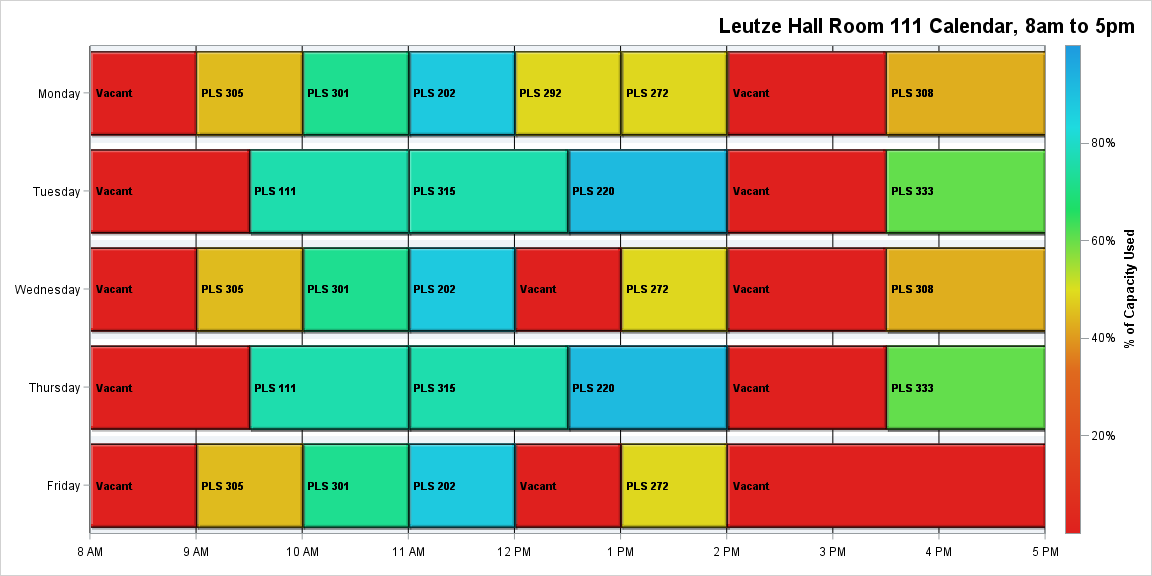 Leutze Hall Room 111 Calendar, 8am to 5pm
Monday
Vacant
PLS 305
PLS 301
PLS 202
PLS 292
PLS 272
Vacant
PLS 308
Tuesday
Vacant
PLS 111
PLS 315
PLS 220
Vacant
PLS 333
Wednesday
Vacant
PLS 305
PLS 301
PLS 202
Vacant
PLS 272
Vacant
PLS 308
Thursday
Vacant
PLS 111
PLS 315
PLS 220
Vacant
PLS 333
Friday
Vacant
PLS 305
PLS 301
PLS 202
Vacant
PLS 272
Vacant
8 AM
9 AM
10 AM
11 AM
12 PM
1 PM
2 PM
3 PM
4 PM
5 PM
80%
60%
40%
20%
% of Capacity Used